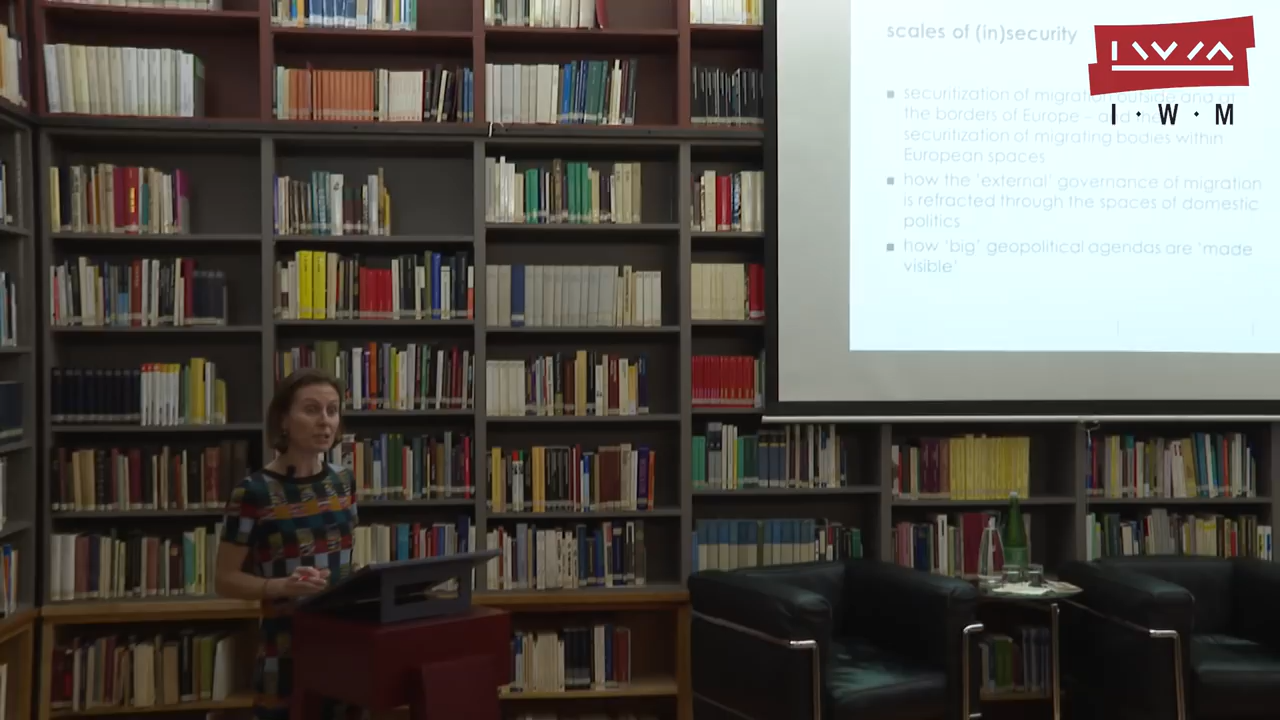 scales of (in)security
I·W·M
securitization of migration outside and at
the borders of Europe – and the
securitization of migrating bodies within
European spaces
how the 'external' governance of migration
is refracted through the spaces of domestic
politics
how 'big' geopolitical agendas are 'made
visible'